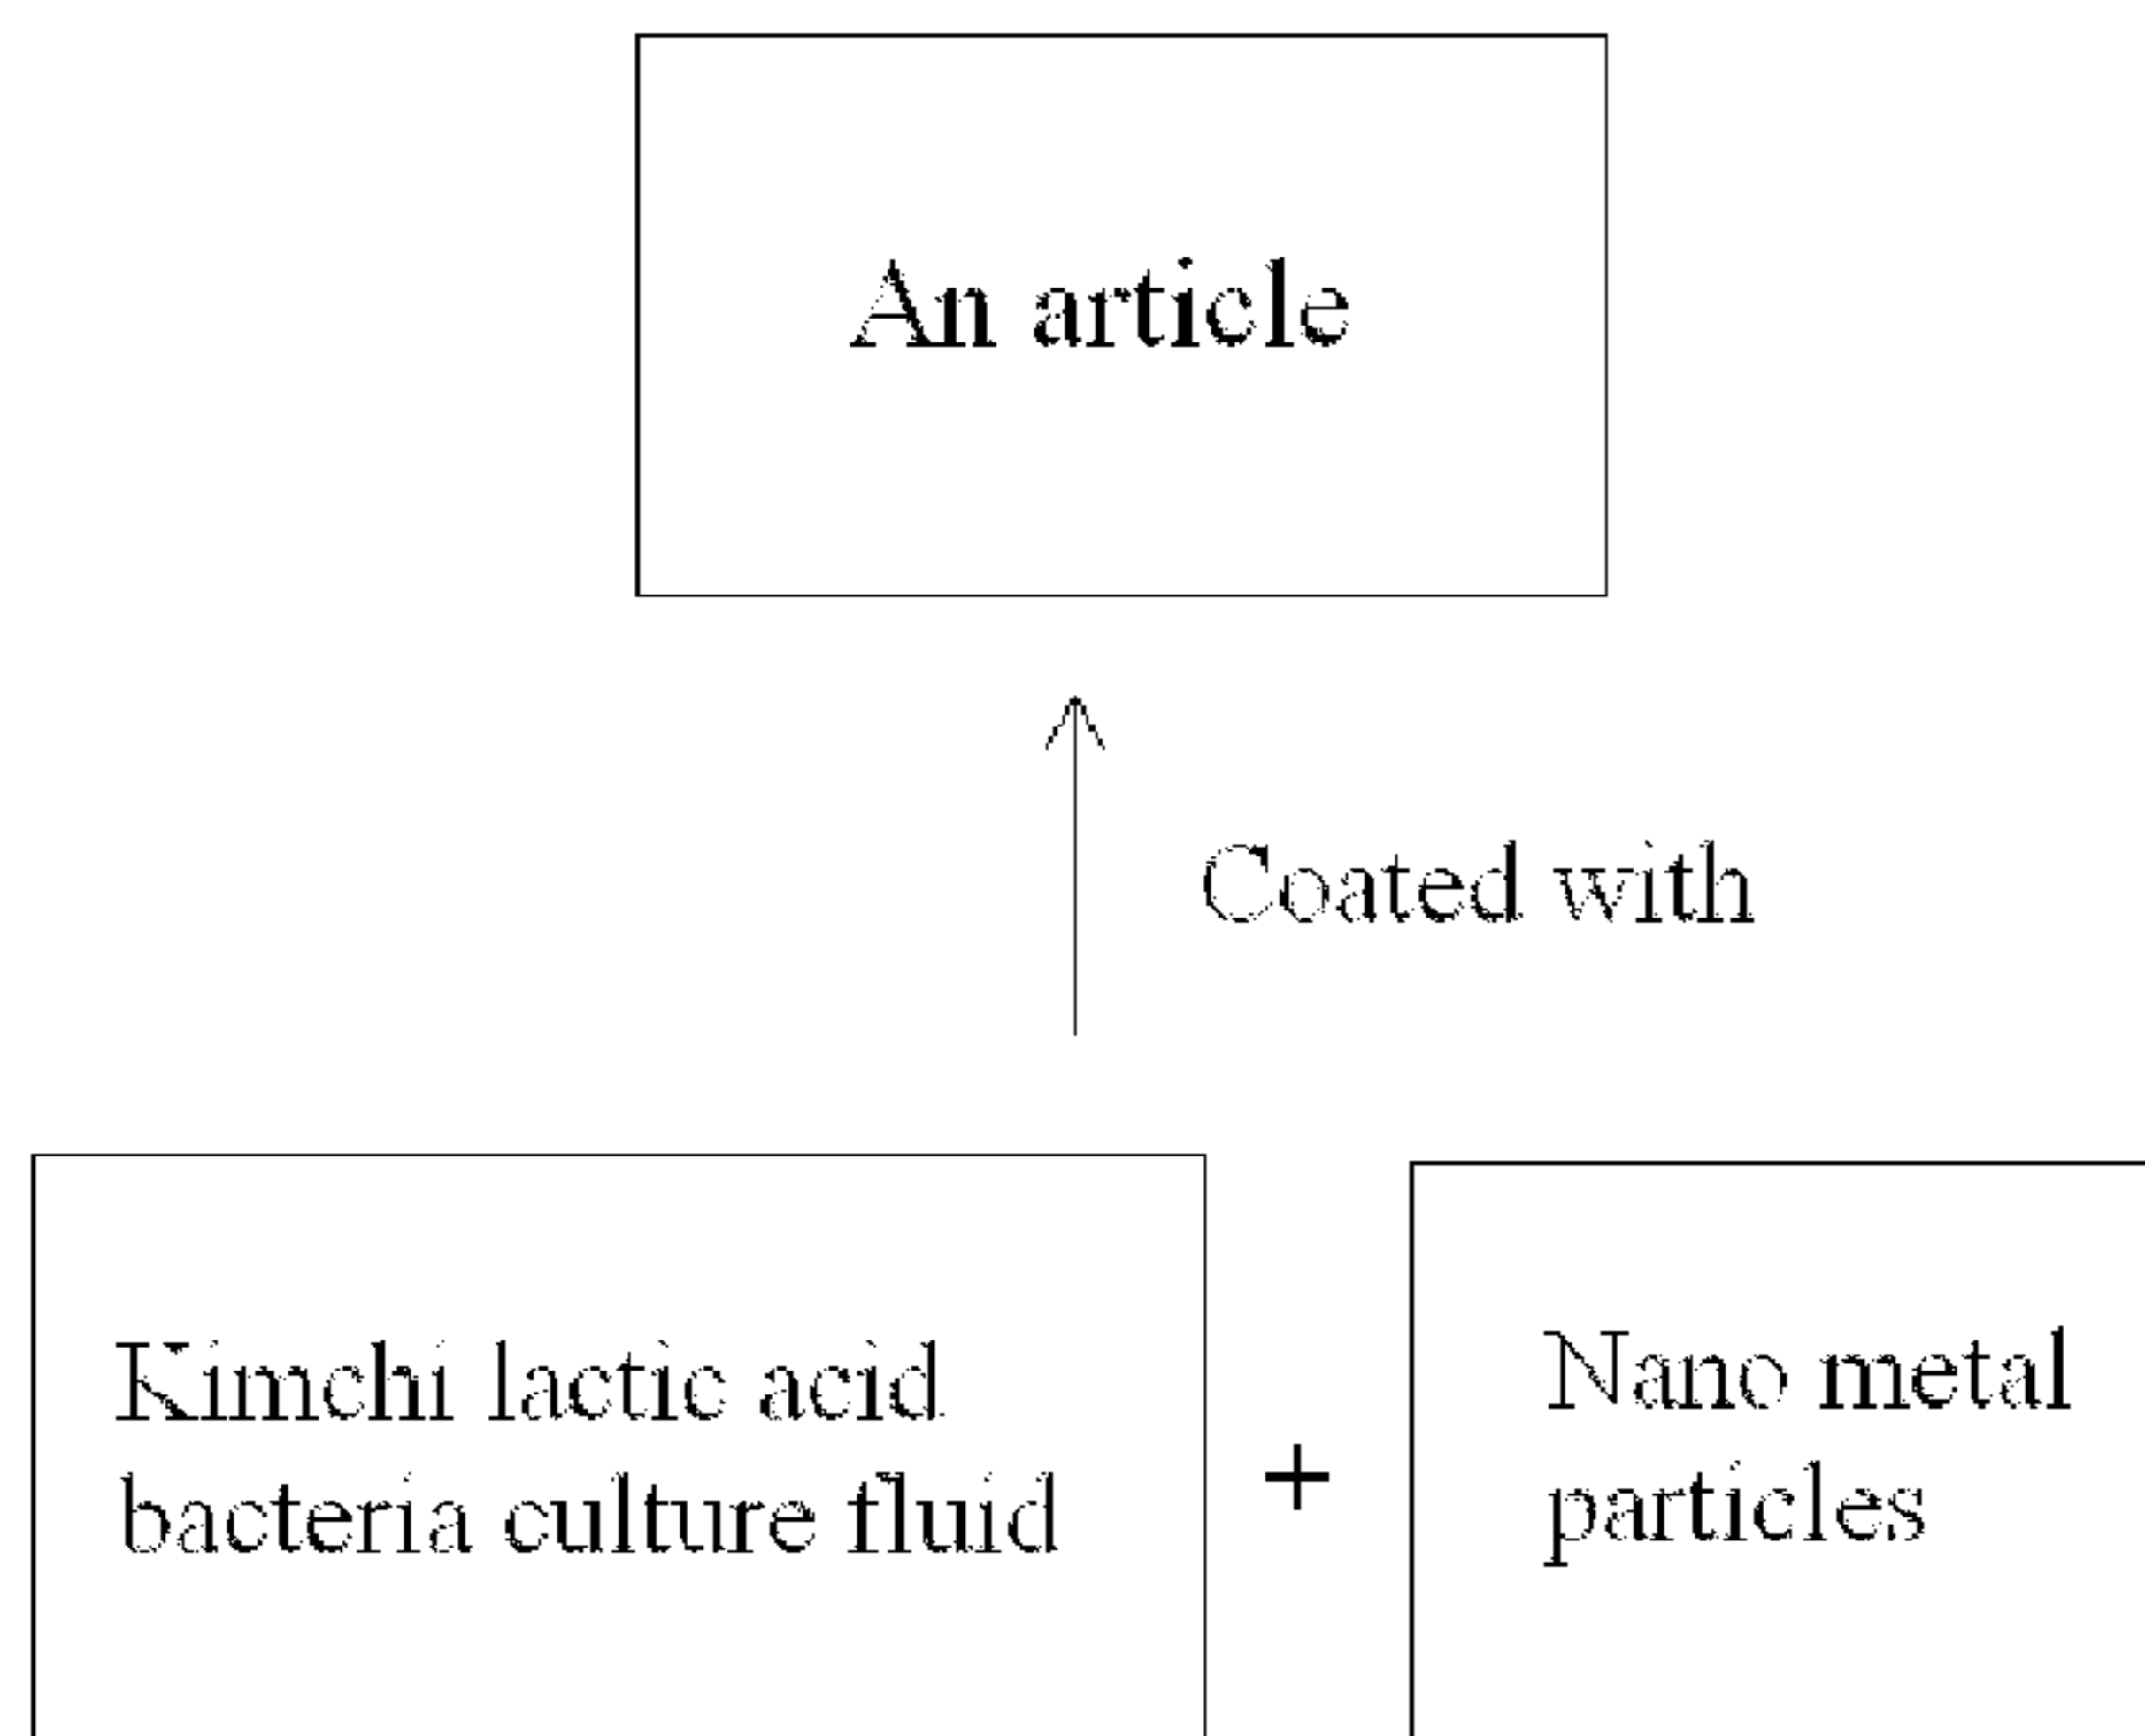 An article
Coated with
Kimchi lactic acid
bacteria culture fluid
+
Nano metal
particles